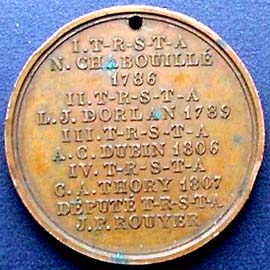 I. T-R-S-T-A
N. CHABOUILLÉ
1786
II. T-R-S-T-A
L. J. DORLAN 1789
III. T-R-S-T-A
A. C. DUBIN 1806
IV. T-R-S-T-A
C. A. THORY 1807
DÉPUTÉ T-R-S-T-A
J. P. ROUYER